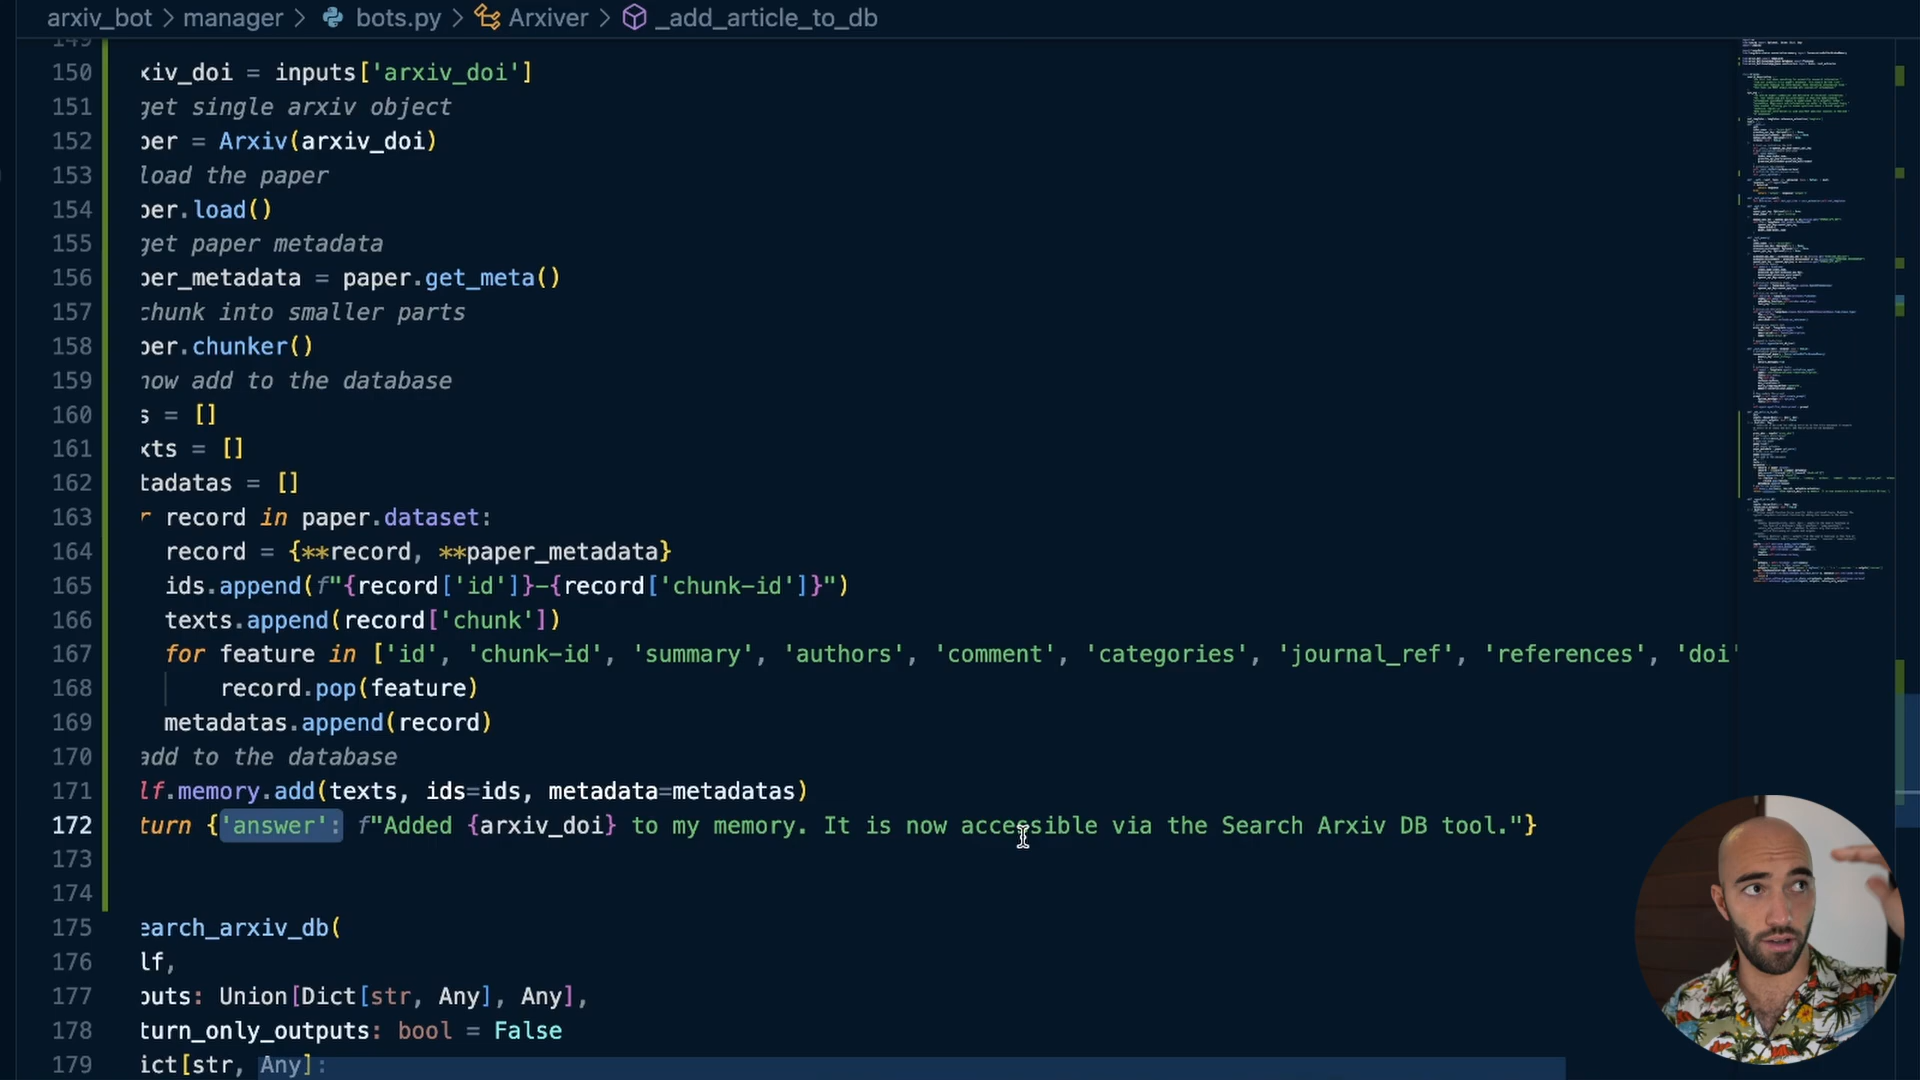 arxiv_bot > manager > bots.py > Arxiver > _add_article_to_db
149
150 xiv_doi = inputs['arxiv_doi']
151 get single arxiv object
152 per = Arxiv(arxiv_doi)
153 load the paper
154 per.load()
155 get paper metadata
156 per_metadata = paper.get_meta()
157 chunk into smaller parts
158 per.chunker()
159 now add to the database
160 s = []
161 xts = []
162 tadatas = []
163 r record in paper.dataset:
164 record = {**record, **paper_metadata}
165 ids.append(f"{record['id']}-{record['chunk-id']}")
166 texts.append(record['chunk'])
167 for feature in ['id', 'chunk-id', 'summary', 'authors', 'comment', 'categories', 'journal_ref', 'references', 'doi'
168 record.pop(feature)
169 metadatas.append(record)
170 add to the database
171 lf.memory.add(texts, ids=ids, metadata=metadatas)
172 turn {'answer': f"Added {arxiv_doi} to my memory. It is now accessible via the Search Arxiv DB tool."}
173
174
175 earch_arxiv_db(
176 lf,
177 puts: Union[Dict[str, Any], Any],
178 turn_only_outputs: bool = False
179 ict[str, Any]: